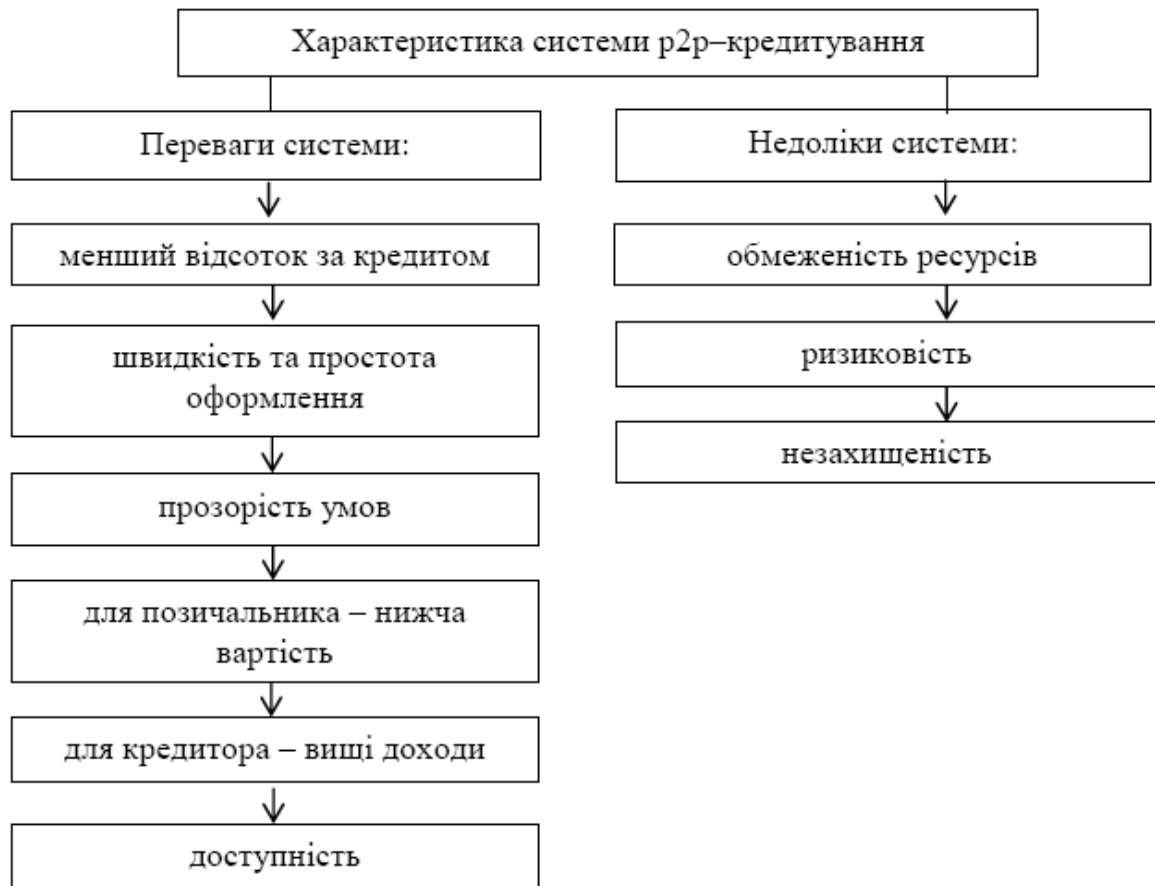 Характеристика системи p2p–кредитування
Переваги системи:
менший відсоток за кредитом
швидкість та простота
оформлення
прозорість умов
для позичальника – нижча
вартість
для кредитора – вищі доходи
доступність
Недоліки системи:
обмеженість ресурсів
ризиковість
незахищеність